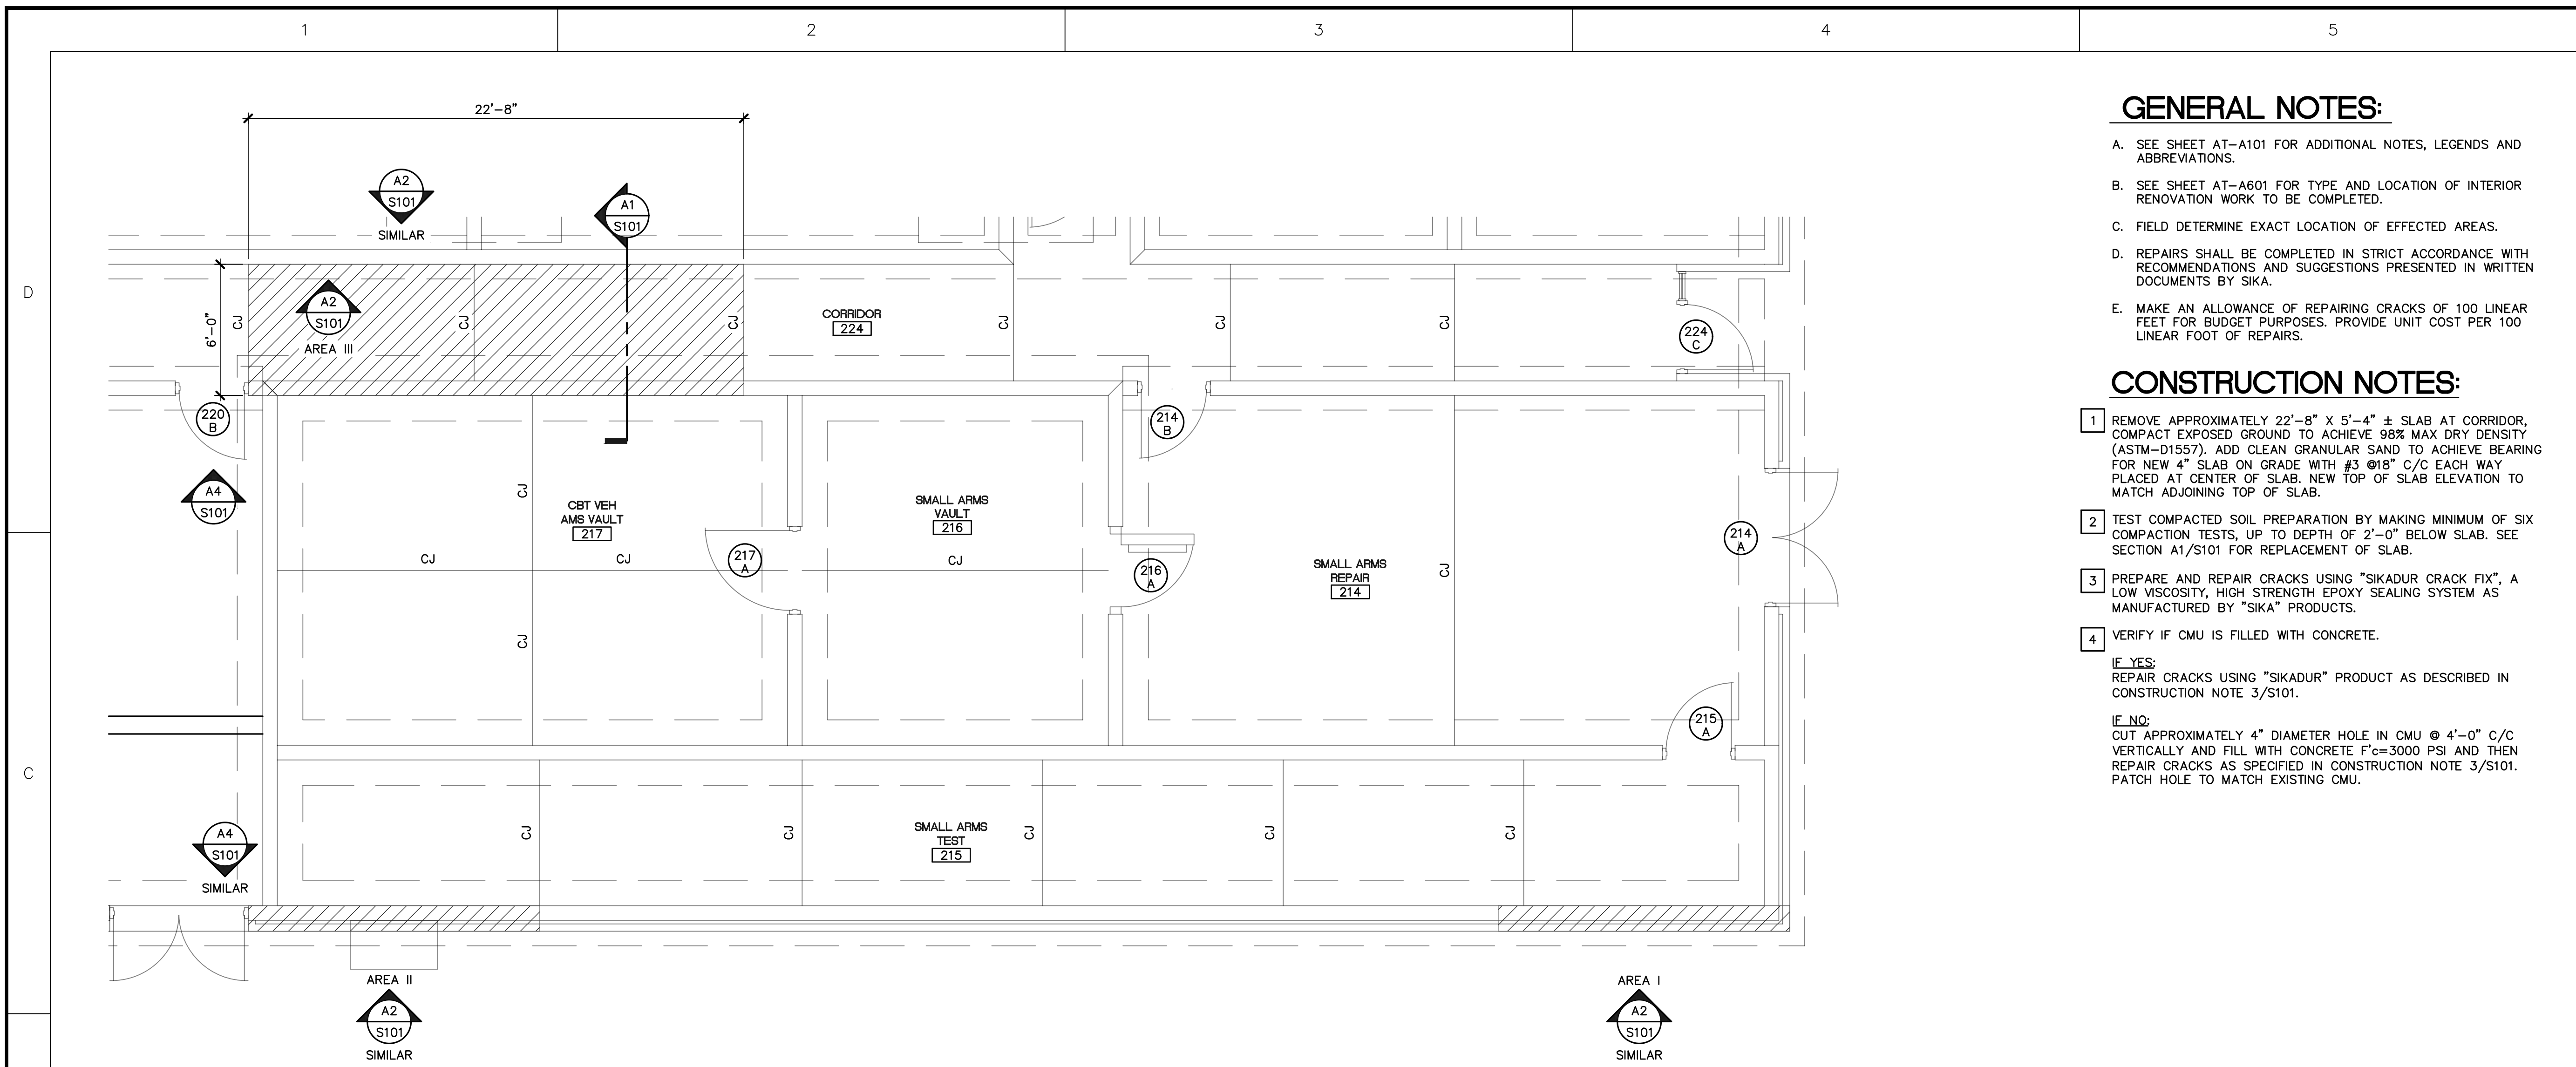 1
2
3
4
5
D
C
22'-8"
A2
S101
SIMILAR
A1
S101
6'-0"
CJ
A2
S101
AREA III
CJ
CJ
CORRIDOR
224
CJ
CJ
CJ
224
C
220
B
A4
S101
214
B
CJ
CBT VEH
AMS VAULT
217
CJ
CJ
CJ
217
A
SMALL ARMS
VAULT
216
CJ
216
A
SMALL ARMS
REPAIR
214
CJ
214
A
215
A
A4
S101
SIMILAR
CJ
CJ
SMALL ARMS
TEST
215
CJ
CJ
CJ
AREA II
A2
S101
SIMILAR
AREA I
A2
S101
SIMILAR
GENERAL NOTES:
A. SEE SHEET AT-A101 FOR ADDITIONAL NOTES, LEGENDS AND
ABBREVIATIONS.
B. SEE SHEET AT-A601 FOR TYPE AND LOCATION OF INTERIOR
RENOVATION WORK TO BE COMPLETED.
C. FIELD DETERMINE EXACT LOCATION OF EFFECTED AREAS.
D. REPAIRS SHALL BE COMPLETED IN STRICT ACCORDANCE WITH
RECOMMENDATIONS AND SUGGESTIONS PRESENTED IN WRITTEN
DOCUMENTS BY SIKA.
E. MAKE AN ALLOWANCE OF REPAIRING CRACKS OF 100 LINEAR
FEET FOR BUDGET PURPOSES. PROVIDE UNIT COST PER 100
LINEAR FOOT OF REPAIRS.
CONSTRUCTION NOTES:
1 REMOVE APPROXIMATELY 22'-8" X 5'-4" ± SLAB AT CORRIDOR,
COMPACT EXPOSED GROUND TO ACHIEVE 98% MAX DRY DENSITY
(ASTM-D1557). ADD CLEAN GRANULAR SAND TO ACHIEVE BEARING
FOR NEW 4" SLAB ON GRADE WITH #3 @18" C/C EACH WAY
PLACED AT CENTER OF SLAB. NEW TOP OF SLAB ELEVATION TO
MATCH ADJOINING TOP OF SLAB.
2 TEST COMPACTED SOIL PREPARATION BY MAKING MINIMUM OF SIX
COMPACTION TESTS, UP TO DEPTH OF 2'-0" BELOW SLAB. SEE
SECTION A1/S101 FOR REPLACEMENT OF SLAB.
3 PREPARE AND REPAIR CRACKS USING "SIKADUR CRACK FIX", A
LOW VISCOSITY, HIGH STRENGTH EPOXY SEALING SYSTEM AS
MANUFACTURED BY "SIKA" PRODUCTS.
4 VERIFY IF CMU IS FILLED WITH CONCRETE.
IF YES:
REPAIR CRACKS USING "SIKADUR" PRODUCT AS DESCRIBED IN
CONSTRUCTION NOTE 3/S101.
IF NO:
CUT APPROXIMATELY 4" DIAMETER HOLE IN CMU @ 4'-0" C/C
VERTICALLY AND FILL WITH CONCRETE F'c=3000 PSI AND THEN
REPAIR CRACKS AS SPECIFIED IN CONSTRUCTION NOTE 3/S101.
PATCH HOLE TO MATCH EXISTING CMU.